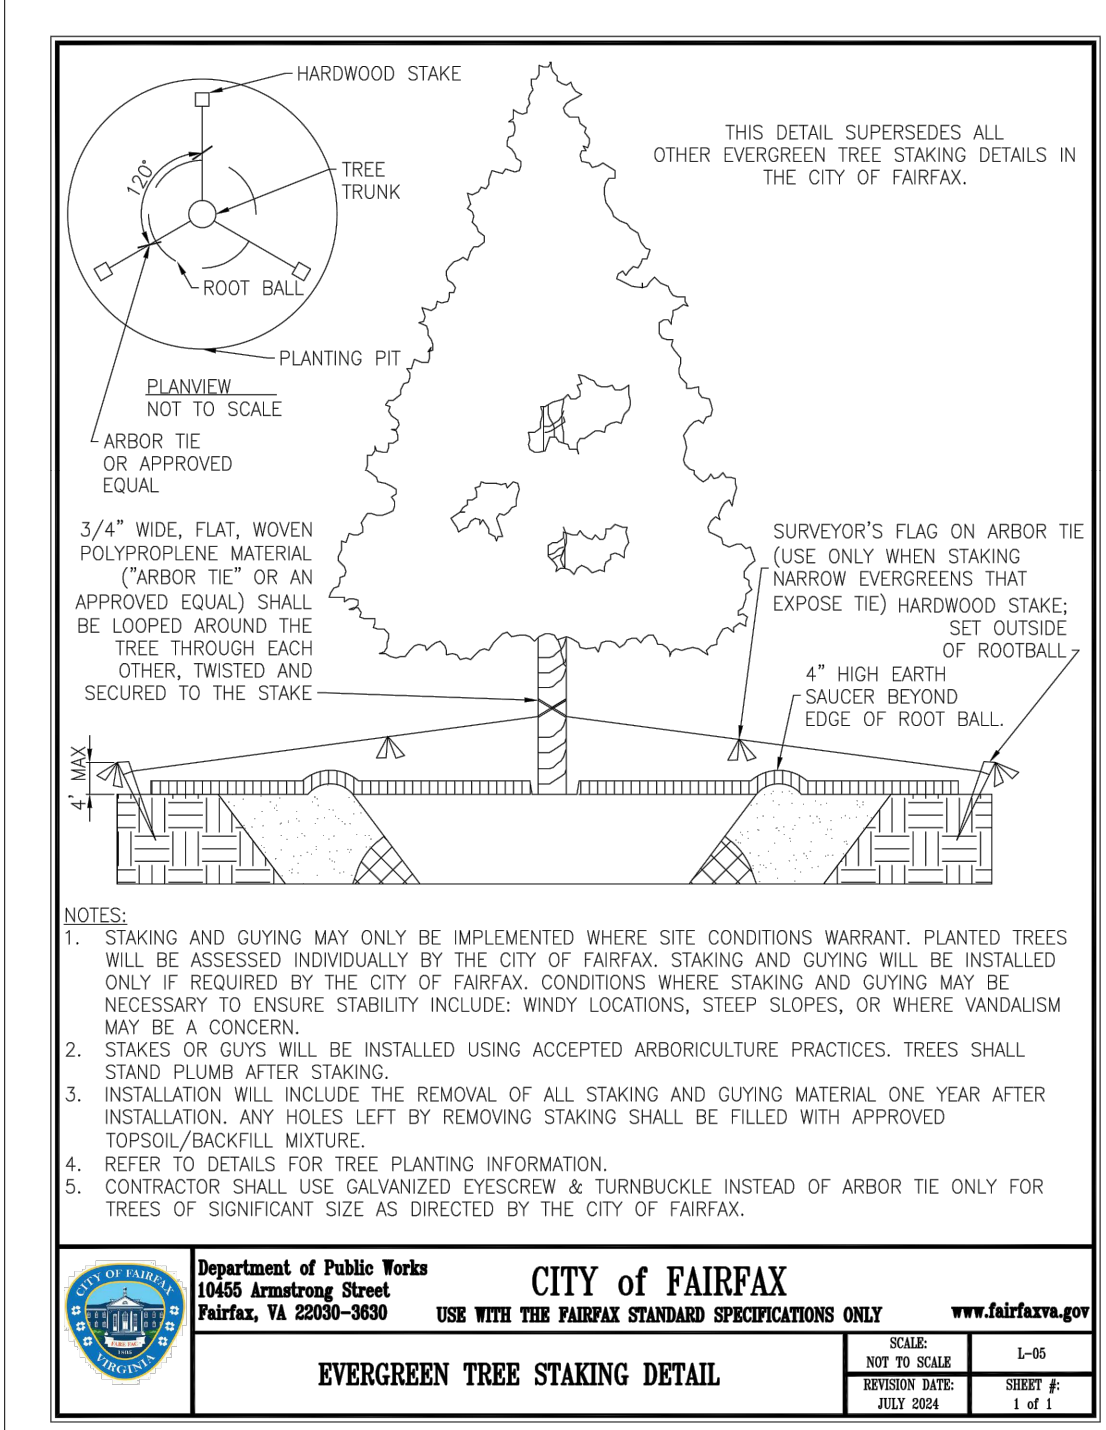 HARDWOOD STAKE
TREE
TRUNK
120°
ROOT BALL
PLANTING PIT
PLANVIEW
NOT TO SCALE
ARBOR TIE
OR APPROVED
EQUAL
THIS DETAIL SUPERSEDES ALL
OTHER EVERGREEN TREE STAKING DETAILS IN
THE CITY OF FAIRFAX.
3/4" WIDE, FLAT, WOVEN
POLYPROPLENE MATERIAL
("ARBOR TIE" OR AN
APPROVED EQUAL) SHALL
BE LOOPED AROUND THE
TREE THROUGH EACH
OTHER, TWISTED AND
SECURED TO THE STAKE
SURVEYOR'S FLAG ON ARBOR TIE
(USE ONLY WHEN STAKING
NARROW EVERGREENS THAT
EXPOSE TIE)
HARDWOOD STAKE;
SET OUTSIDE
OF ROOTBALL
4" HIGH EARTH
SAUCER BEYOND
EDGE OF ROOT BALL.
4' MAX
NOTES:
1. STAKING AND GUYING MAY ONLY BE IMPLEMENTED WHERE SITE CONDITIONS WARRANT. PLANTED TREES
WILL BE ASSESSED INDIVIDUALLY BY THE CITY OF FAIRFAX. STAKING AND GUYING WILL BE INSTALLED
ONLY IF REQUIRED BY THE CITY OF FAIRFAX. CONDITIONS WHERE STAKING AND GUYING MAY BE
NECESSARY TO ENSURE STABILITY INCLUDE: WINDY LOCATIONS, STEEP SLOPES, OR WHERE VANDALISM
MAY BE A CONCERN.
2. STAKES OR GUYS WILL BE INSTALLED USING ACCEPTED ARBORICULTURE PRACTICES. TREES SHALL
STAND PLUMB AFTER STAKING.
3. INSTALLATION WILL INCLUDE THE REMOVAL OF ALL STAKING AND GUYING MATERIAL ONE YEAR AFTER
INSTALLATION. ANY HOLES LEFT BY REMOVING STAKING SHALL BE FILLED WITH APPROVED
TOPSOIL/BACKFILL MIXTURE.
4. REFER TO DETAILS FOR TREE PLANTING INFORMATION.
5. CONTRACTOR SHALL USE GALVANIZED EYESCREW & TURNBUCKLE INSTEAD OF ARBOR TIE ONLY FOR
TREES OF SIGNIFICANT SIZE AS DIRECTED BY THE CITY OF FAIRFAX.
CITY OF FAIRFAX
FARE FAC
1805
VIRGINIA
Department of Public Works
10455 Armstrong Street
Fairfax, VA 22030-3630
CITY of FAIRFAX
USE WITH THE FAIRFAX STANDARD SPECIFICATIONS ONLY
www.fairfaxva.gov
EVERGREEN TREE STAKING DETAIL
SCALE:
NOT TO SCALE
L-05
REVISION DATE:
JULY 2024
SHEET #:
1 of 1